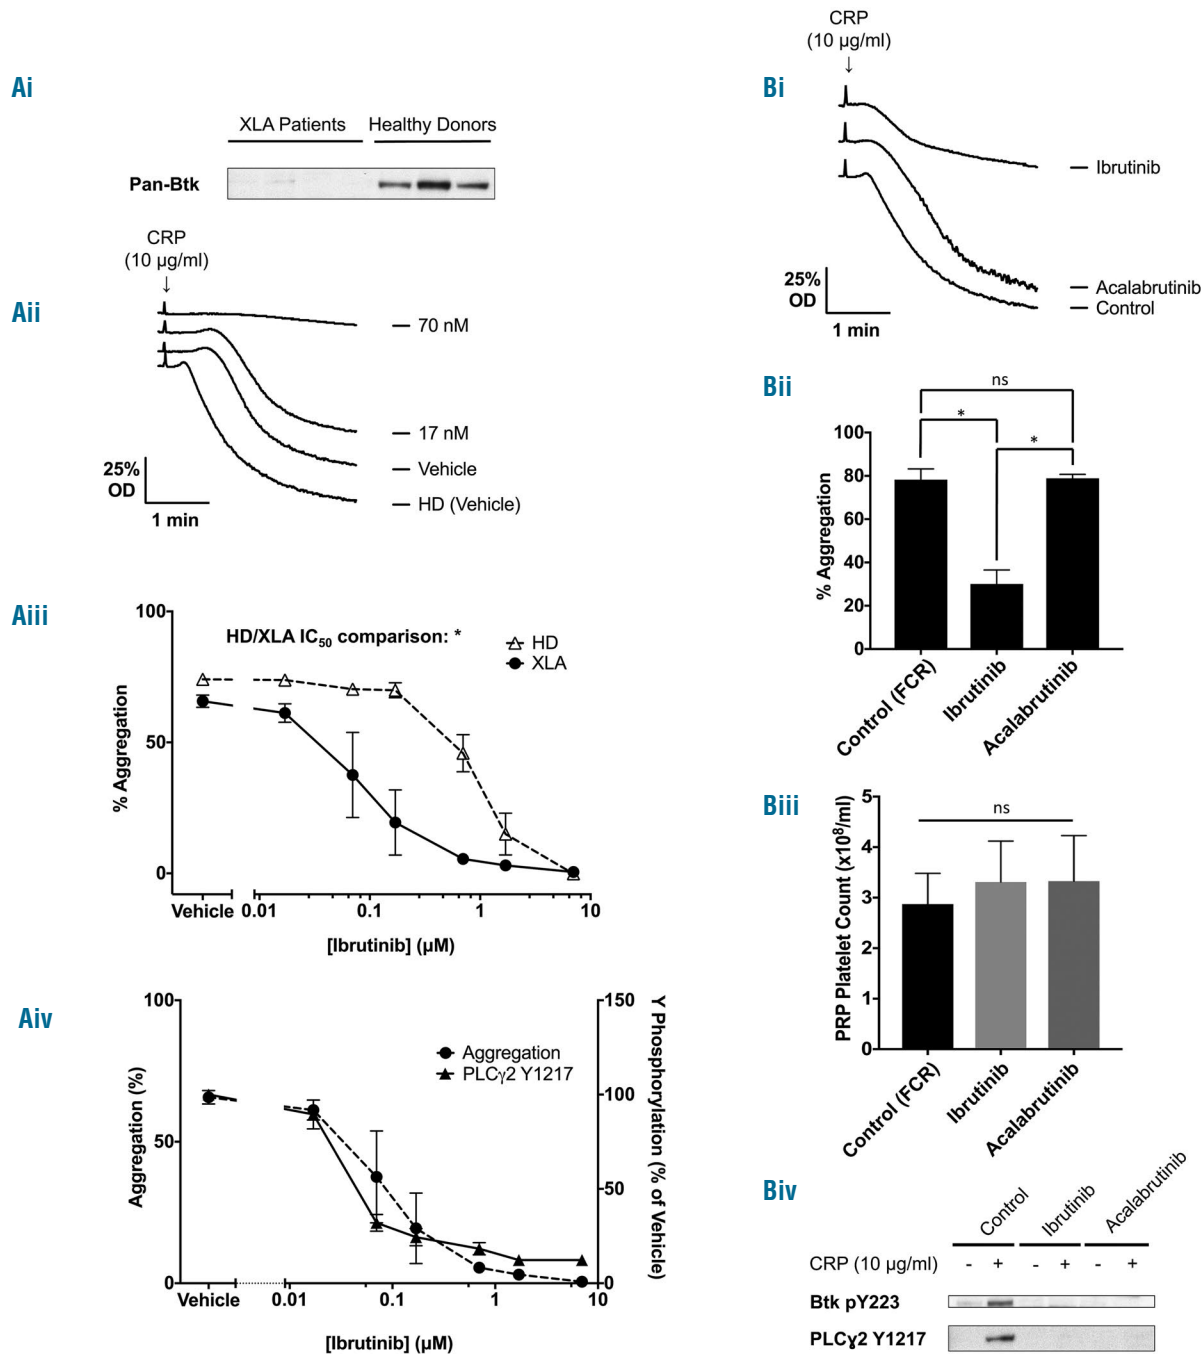 Ai
XLA Patients
Healthy Donors
Pan-Btk
Aii
CRP
(10 µg/ml)
↓
70 nM
17 nM
Vehicle
HD (Vehicle)
25%
OD
1 min
Aiii
HD/XLA IC50 comparison: *
HD
XLA
% Aggregation
100
50
0
Vehicle 0.01 0.1 1 10
[Ibrutinib] (µM)
Aiv
Aggregation
PLCγ2 Y1217
Aggregation (%)
100
50
0
Y Phosphorylation (% of Vehicle)
150
100
50
0
Vehicle 0.01 0.1 1 10
[Ibrutinib] (µM)
Bi
CRP
(10 µg/ml)
↓
Ibrutinib
Acalabrutinib
Control
25%
OD
1 min
Bii
ns
*
*
% Aggregation
100
80
60
40
20
0
Control (FCR)
Ibrutinib
Acalabrutinib
Biii
ns
PRP Platelet Count (x10⁸/ml)
5
4
3
2
1
0
Control (FCR)
Ibrutinib
Acalabrutinib
Biv
Control
Ibrutinib
Acalabrutinib
CRP (10 µg/ml) - + - + - +
Btk pY223
PLCɣ2 Y1217